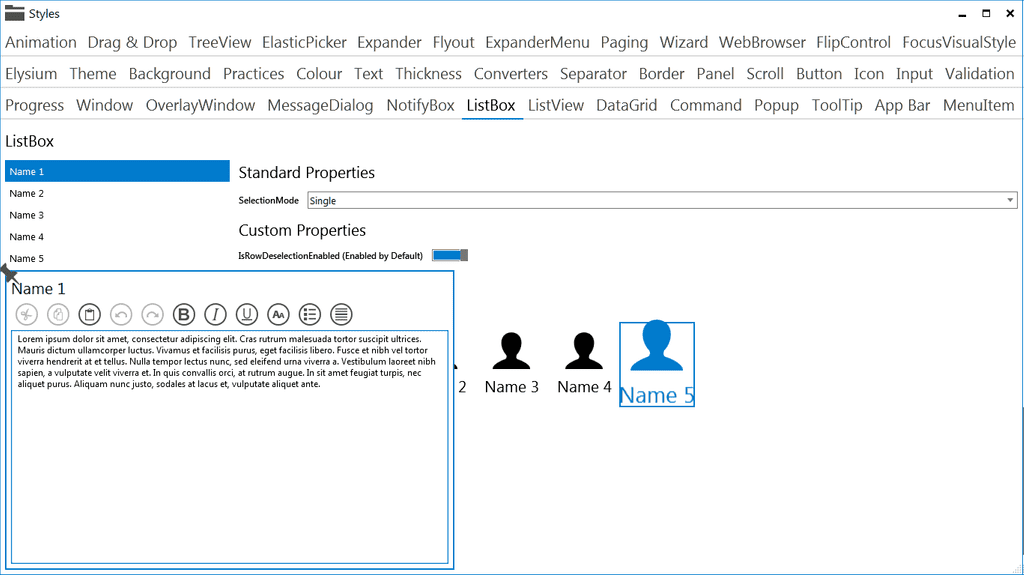 Styles
Animation Drag & Drop TreeView ElasticPicker Expander Flyout ExpanderMenu Paging Wizard WebBrowser FlipControl FocusVisualStyle
Elysium Theme Background Practices Colour Text Thickness Converters Separator Border Panel Scroll Button Icon Input Validation
Progress Window OverlayWindow MessageDialog NotifyBox ListBox ListView DataGrid Command Popup ToolTip App Bar MenuItem
ListBox
Name 1
Name 2
Name 3
Name 4
Name 5
Standard Properties
SelectionMode Single
Custom Properties
IsRowDeselectionEnabled (Enabled by Default)
Name 1
B I U AA
Lorem ipsum dolor sit amet, consectetur adipiscing elit. Cras rutrum malesuada tortor suscipit ultrices.
Mauris dictum ullamcorper luctus. Vivamus et facilisis purus, eget facilisis libero. Fusce et nibh vel tortor
viverra hendrerit at et tellus. Nulla tempor lectus nunc, sed eleifend urna viverra a. Vestibulum laoreet nibh
sapien, a vulputate velit viverra et. In quis convallis orci, at rutrum augue. In sit amet feugiat turpis, nec
aliquet purus. Aliquam nunc justo, sodales at lacus et, vulputate aliquet ante.
2 Name 3 Name 4 Name 5